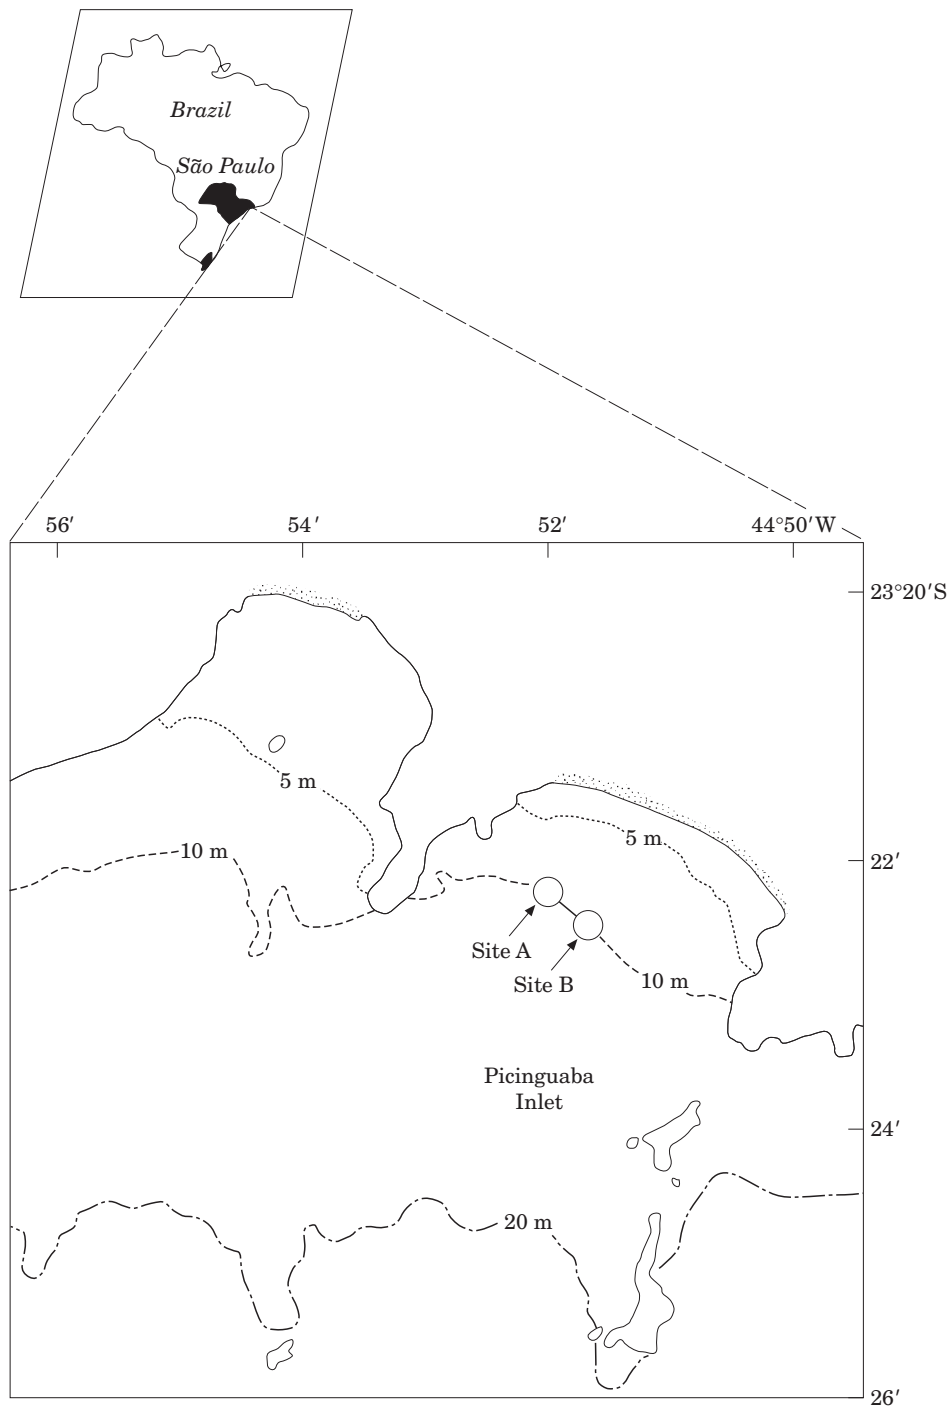 Brazil
São Paulo
56′
54′
52′
44°50′W
23°20′S
5 m
5 m
10 m
22′
Site A
Site B
10 m
Picinguaba
Inlet
24′
20 m
26′